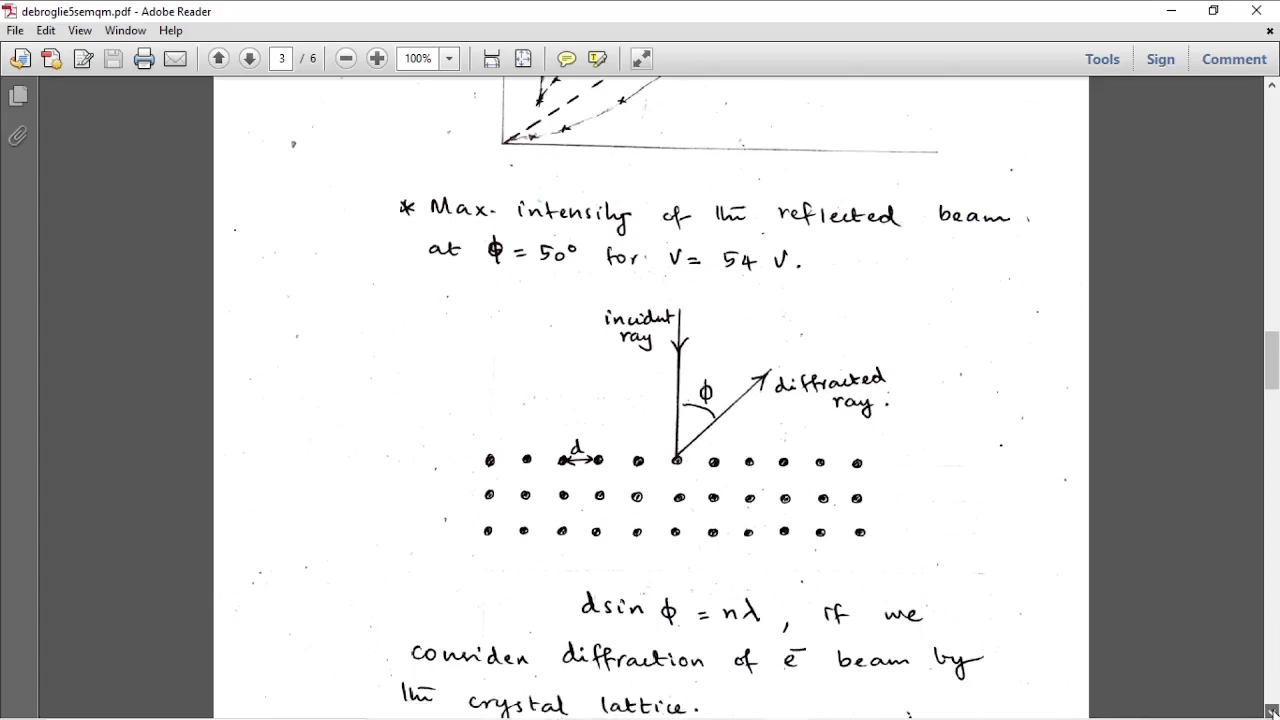 debroglie5semqm.pdf - Adobe Reader
File Edit View Window Help
3 / 6 100% Tools Sign Comment
* Max. intensity of the reflected beam.
at ϕ = 50° for V = 54 V.
incident
ray
ϕ
diffracted
ray.
d
dsin ϕ = nλ, if we
consider diffraction of e⁻ beam by
the crystal lattice.